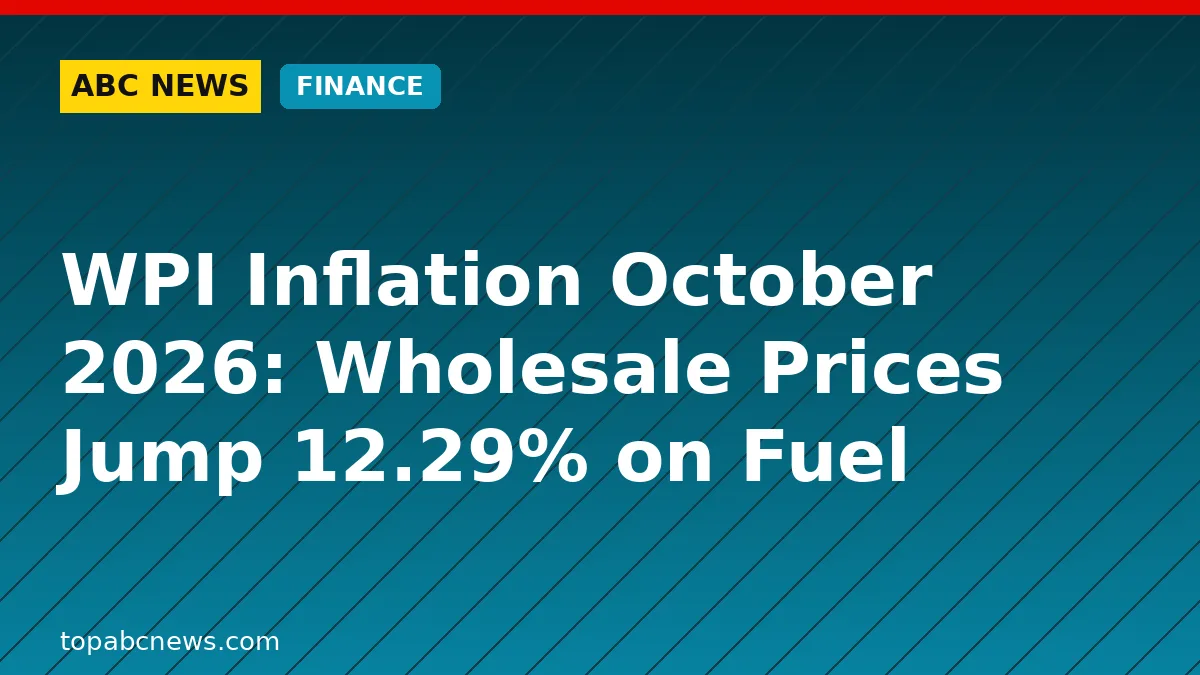 ABC NEWS
FINANCE
WPI Inflation October
2026: Wholesale Prices
Jump 12.29% on Fuel
topabcnews.com